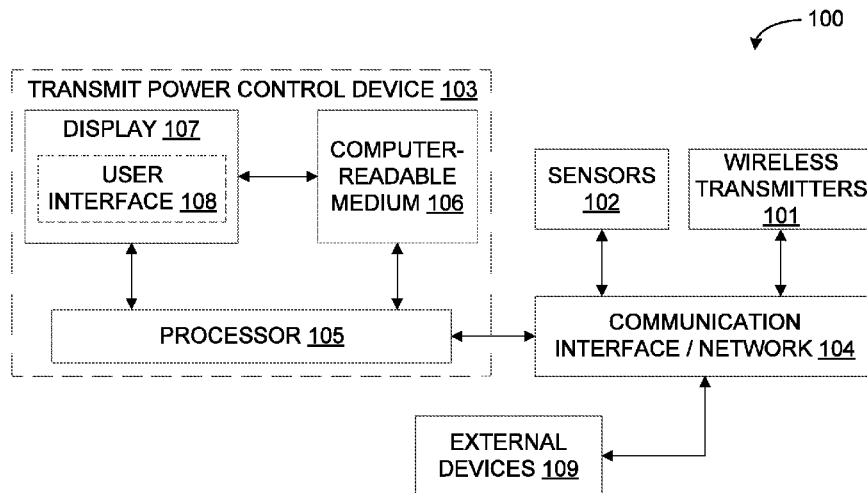 100
TRANSMIT POWER CONTROL DEVICE 103
DISPLAY 107
USER
INTERFACE 108
COMPUTER-
READABLE
MEDIUM 106
SENSORS
102
WIRELESS
TRANSMITTERS
101
PROCESSOR 105
COMMUNICATION
INTERFACE / NETWORK 104
EXTERNAL
DEVICES 109